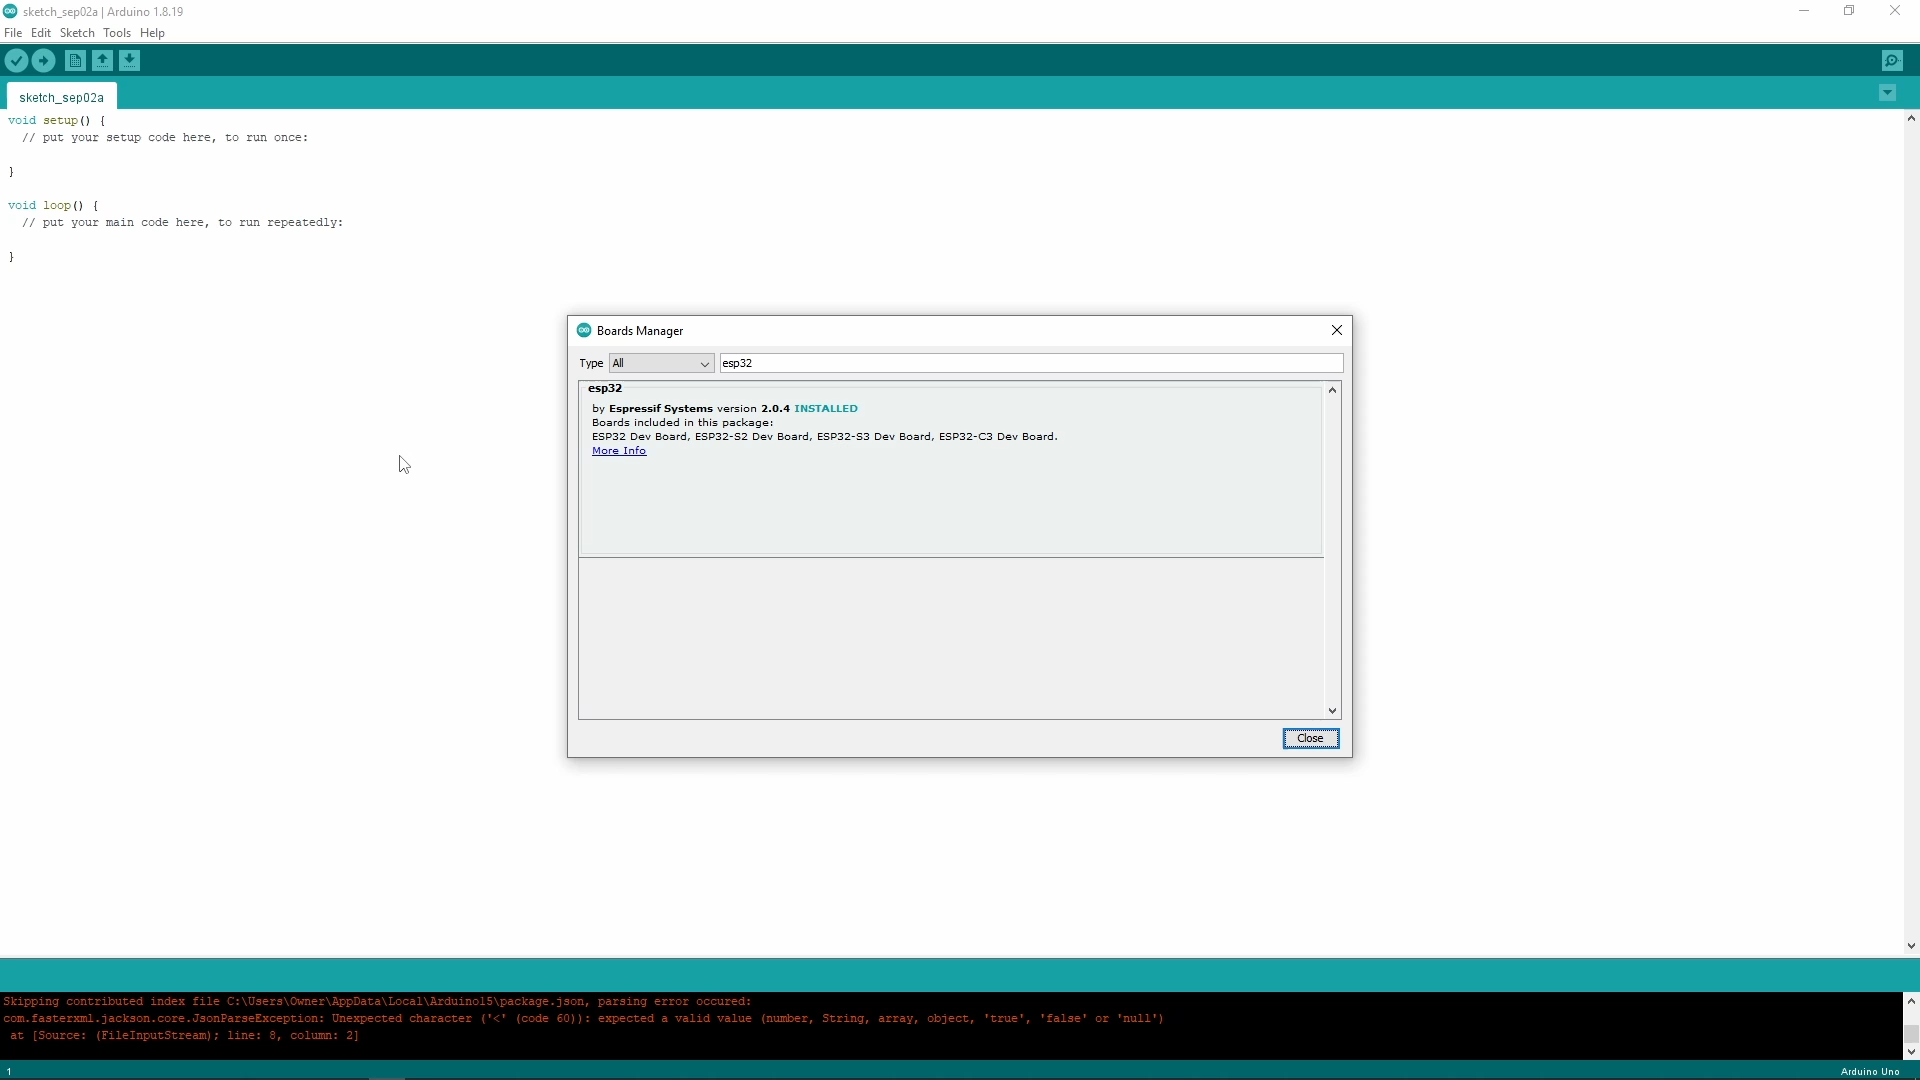 sketch_sep02a | Arduino 1.8.19
File Edit Sketch Tools Help
sketch_sep02a
void setup() {
// put your setup code here, to run once:
}
void loop() {
// put your main code here, to run repeatedly:
}
Boards Manager
Type All esp32
esp32
by Espressif Systems version 2.0.4 INSTALLED
Boards included in this package:
ESP32 Dev Board, ESP32-S2 Dev Board, ESP32-S3 Dev Board, ESP32-C3 Dev Board.
More Info
Close
Skipping contributed index file C:\Users\Owner\AppData\Local\Arduino15\package.json, parsing error occured:
com.fasterxml.jackson.core.JsonParseException: Unexpected character ('<' (code 60)): expected a valid value (number, String, array, object, 'true', 'false' or 'null')
at [Source: (FileInputStream); line: 8, column: 2]
1 Arduino Uno